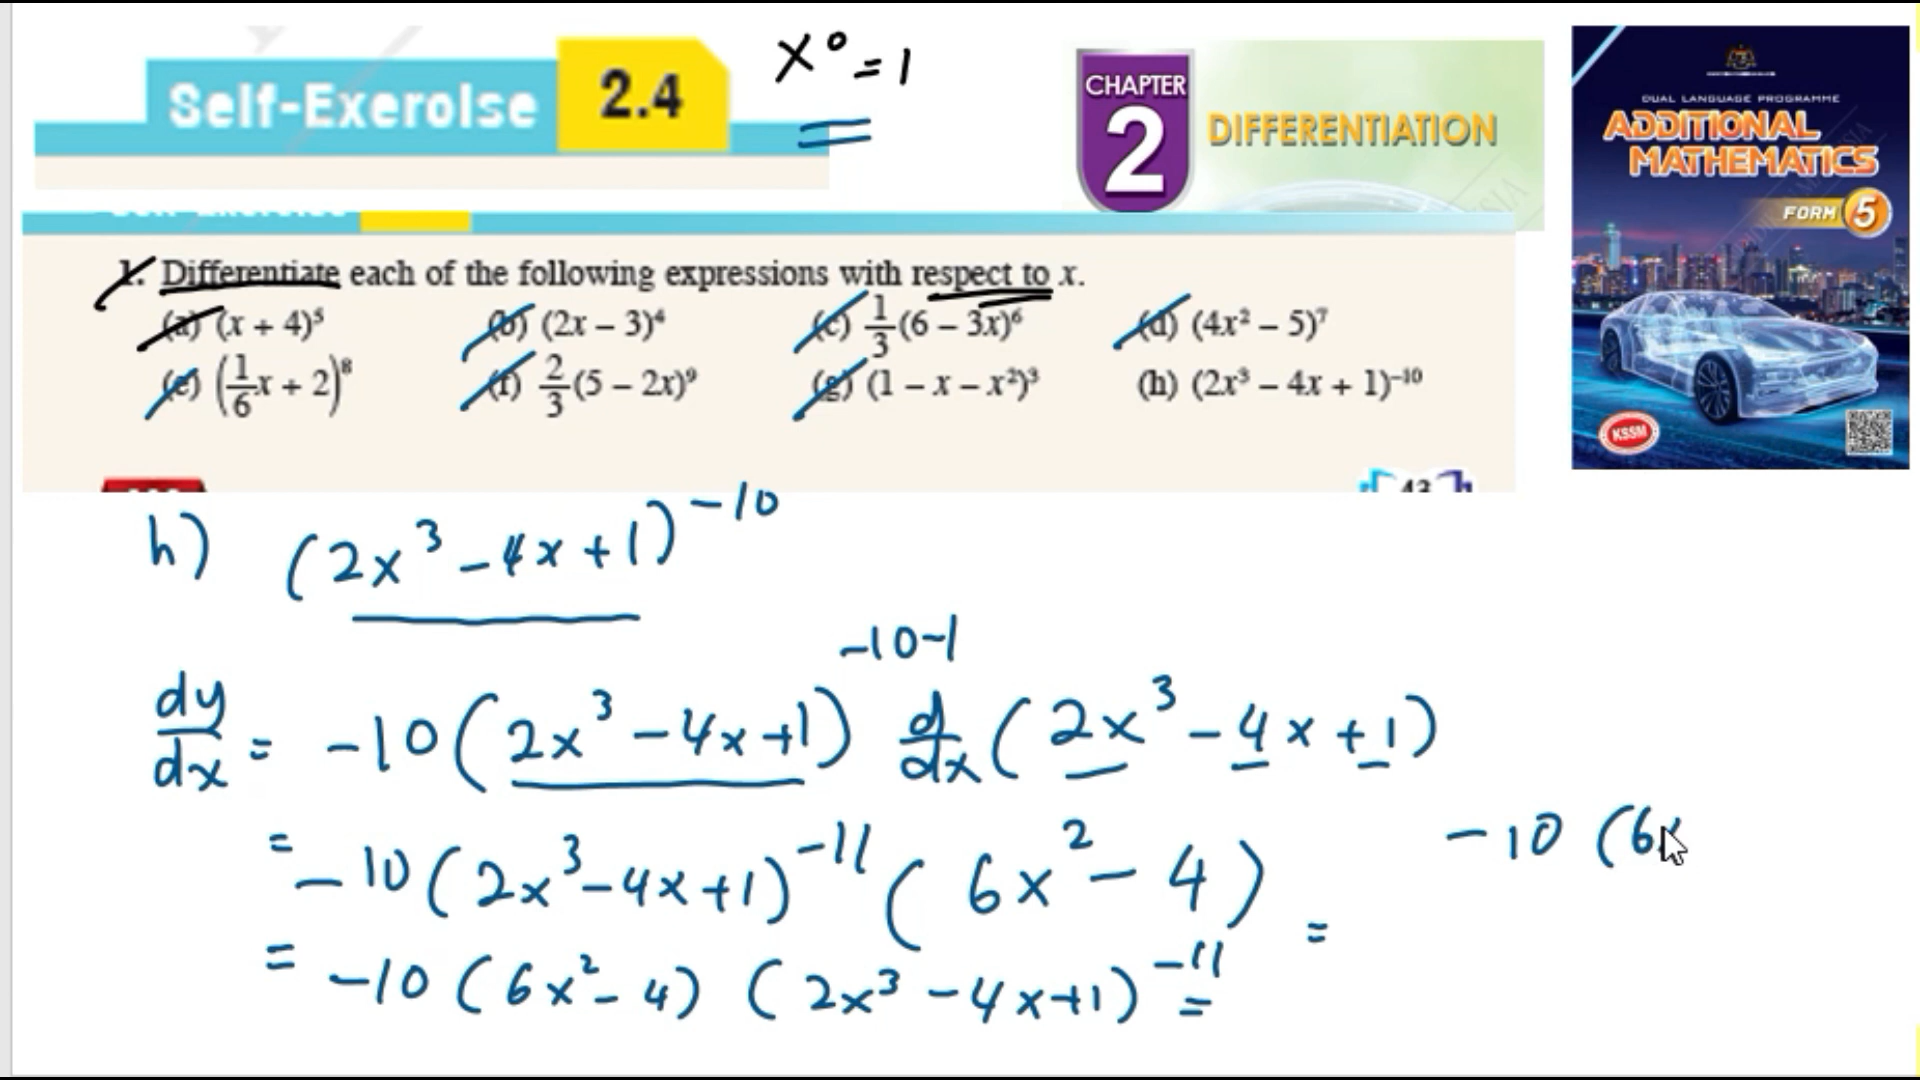 Self-Exercise 2.4
x⁰ = 1
CHAPTER 2 DIFFERENTIATION
DUAL LANGUAGE PROGRAMME
ADDITIONAL
MATHEMATICS
FORM 5
KSSM
1. Differentiate each of the following expressions with respect to x.
(a) (x + 4)⁵ (b) (2x – 3)⁴ (c) 1/3(6 – 3x)⁶ (d) (4x² – 5)⁷
(e) (1/6x + 2)⁸ (f) 2/3(5 – 2x)⁹ (g) (1 – x – x²)³ (h) (2x³ – 4x + 1)⁻¹⁰
43
h) (2x³ - 4x + 1)⁻¹⁰
dy/dx = -10(2x³ - 4x + 1)⁻¹⁰⁻¹ d/dx(2x³ - 4x + 1)
= -10(2x³ - 4x + 1)⁻¹¹(6x² - 4) =
-10 (6x
= -10(6x² - 4)(2x³ - 4x + 1)⁻¹¹ =